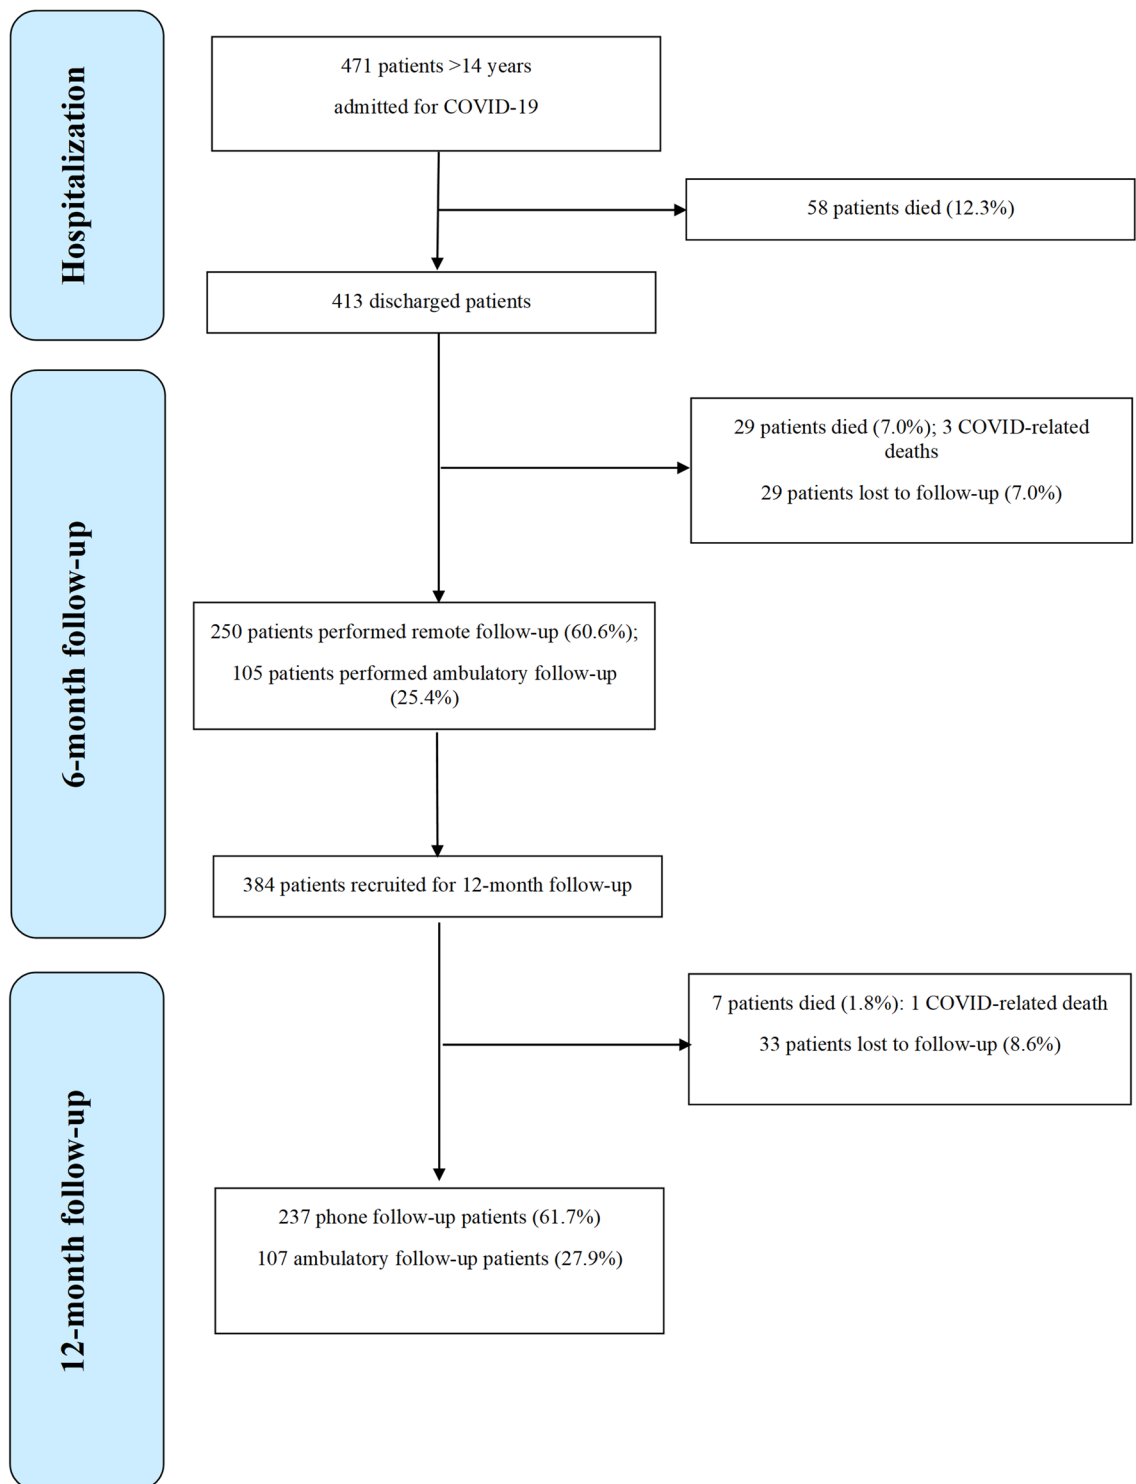 Hospitalization
471 patients >14 years
admitted for COVID-19
58 patients died (12.3%)
413 discharged patients
6-month follow-up
29 patients died (7.0%); 3 COVID-related
deaths
29 patients lost to follow-up (7.0%)
250 patients performed remote follow-up (60.6%);
105 patients performed ambulatory follow-up
(25.4%)
384 patients recruited for 12-month follow-up
12-month follow-up
7 patients died (1.8%): 1 COVID-related death
33 patients lost to follow-up (8.6%)
237 phone follow-up patients (61.7%)
107 ambulatory follow-up patients (27.9%)